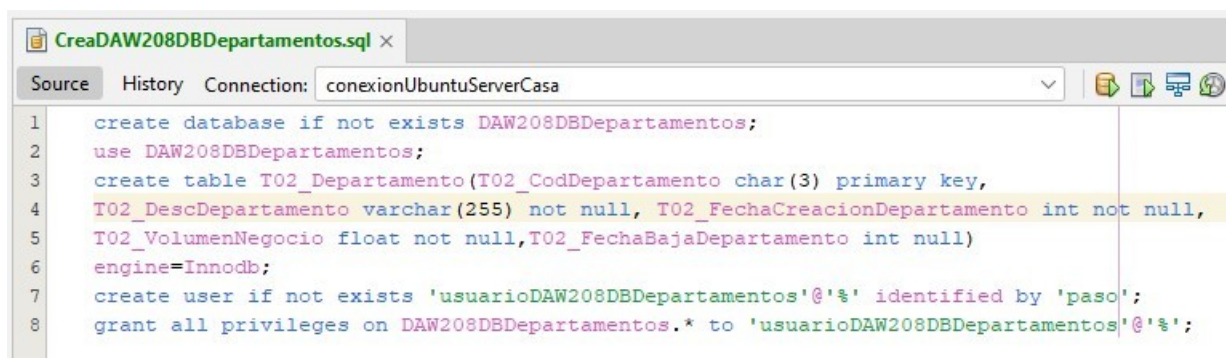 CreaDAW208DBDepartamentos.sql ×
Source History Connection: conexionUbuntuServerCasa
1 create database if not exists DAW208DBDepartamentos;
2 use DAW208DBDepartamentos;
3 create table T02_Departamento(T02_CodDepartamento char(3) primary key,
4 T02_DescDepartamento varchar(255) not null, T02_FechaCreacionDepartamento int not null,
5 T02_VolumenNegocio float not null,T02_FechaBajaDepartamento int null)
6 engine=Innodb;
7 create user if not exists 'usuarioDAW208DBDepartamentos'@'%' identified by 'paso';
8 grant all privileges on DAW208DBDepartamentos.* to 'usuarioDAW208DBDepartamentos'@'%';